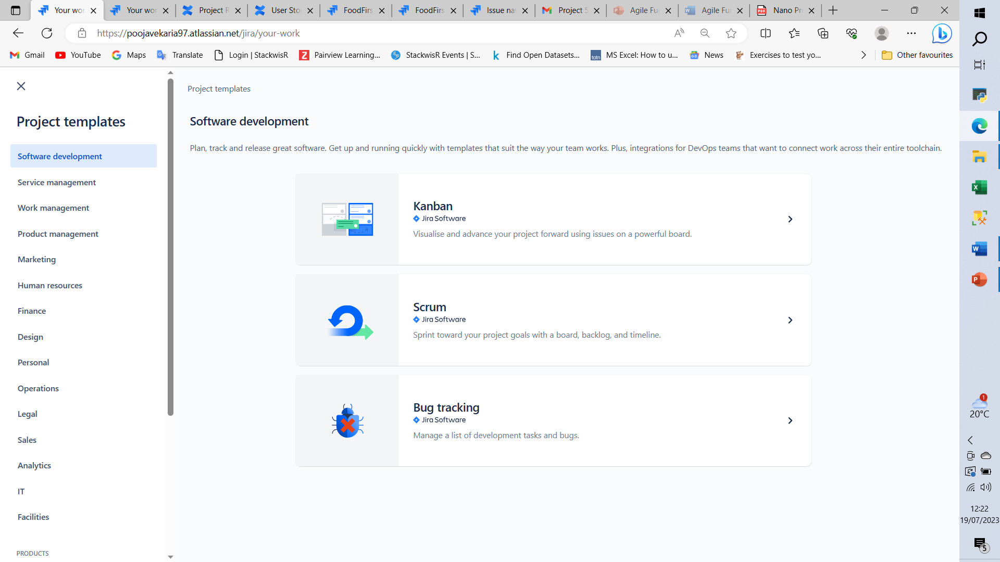 Your wor
Your wor
Project R
User Stor
FoodFirs
FoodFirs
Issue nav
Project 5
Agile Fu
Agile Fu
Nano Pr
https://poojavekaria97.atlassian.net/jira/your-work
Gmail
YouTube
Maps
Translate
Login | StackwisR
Pairview Learning...
StackwisR Events | S...
Find Open Datasets...
MS Excel: How to u...
News
Exercises to test yo...
Other favourites
Project templates
Software development
Service management
Work management
Product management
Marketing
Human resources
Finance
Design
Personal
Operations
Legal
Sales
Analytics
IT
Facilities
PRODUCTS
Project templates
Software development
Plan, track and release great software. Get up and running quickly with templates that suit the way your team works. Plus, integrations for DevOps teams that want to connect work across their entire toolchain.
Kanban
Jira Software
Visualise and advance your project forward using issues on a powerful board.
Scrum
Jira Software
Sprint toward your project goals with a board, backlog, and timeline.
Bug tracking
Jira Software
Manage a list of development tasks and bugs.
1
20°C
12:22
19/07/2023
5